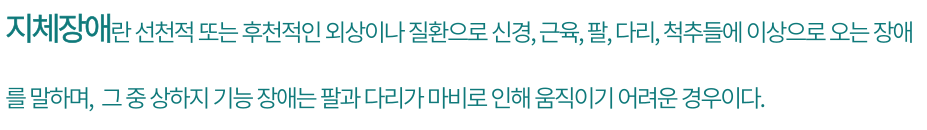 지체장애란 선천적 또는 후천적인 외상이나 질환으로 신경, 근육, 팔, 다리, 척추들에 이상으로 오는 장애
를 말하며, 그 중 상하지 기능 장애는 팔과 다리가 마비로 인해 움직이기 어려운 경우이다.